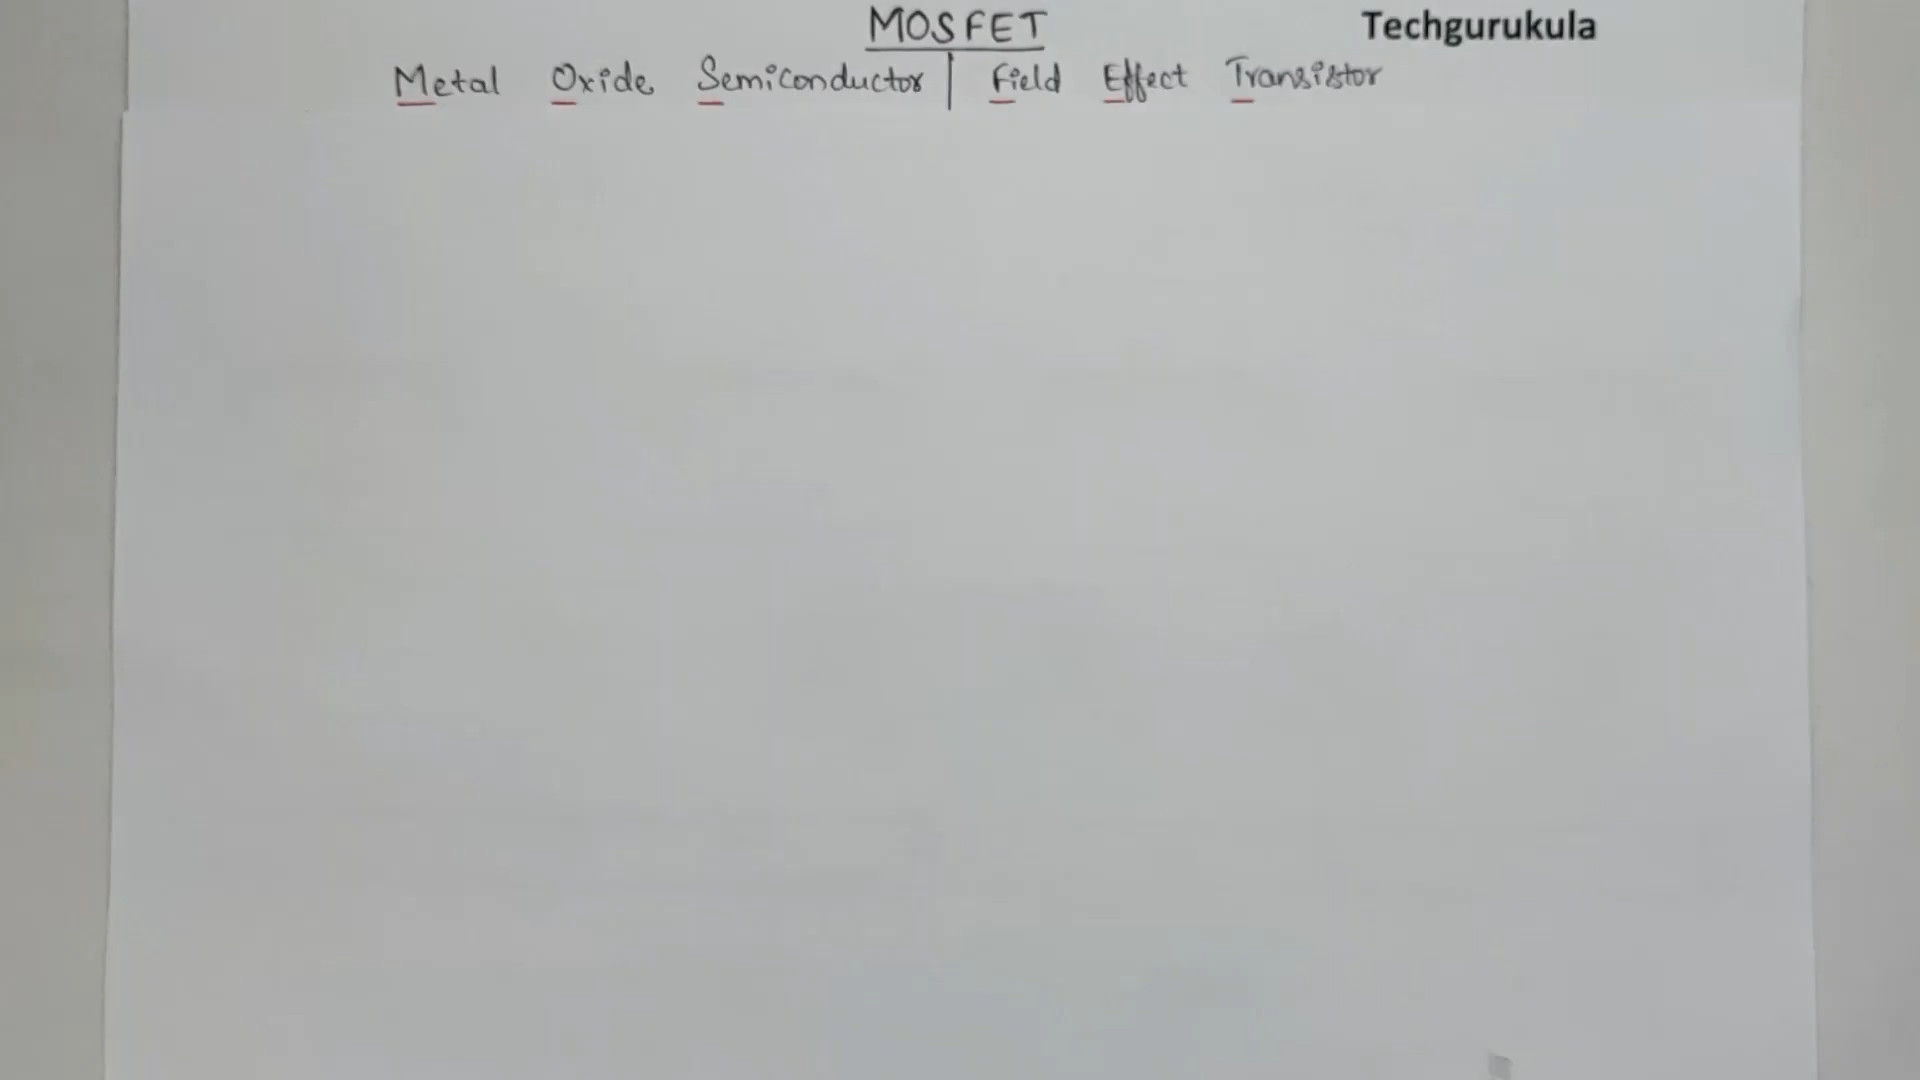 MOSFET Techgurukula
Metal Oxide Semiconductor | Field Effect Transistor